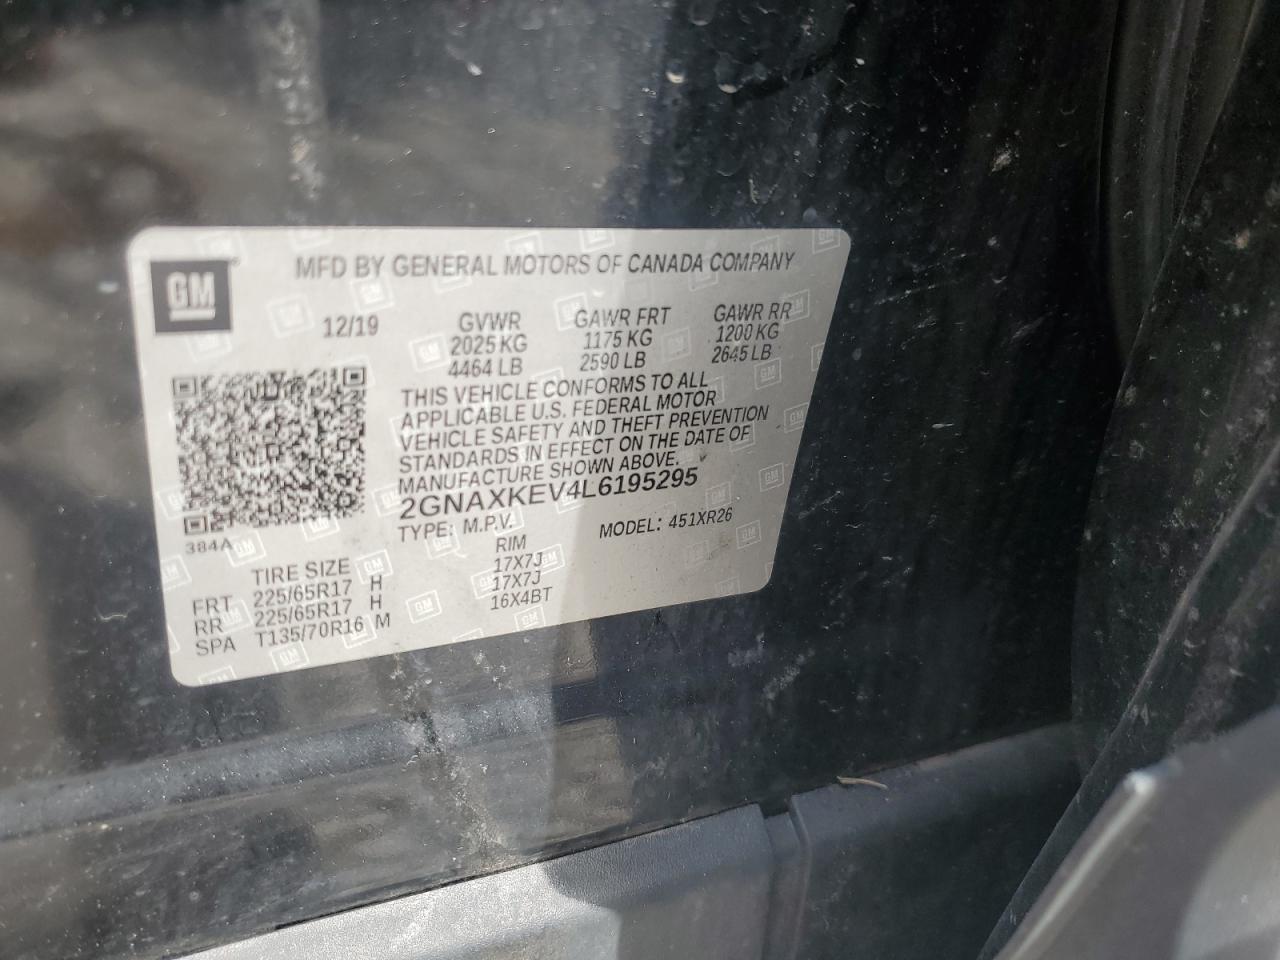 GM
MFD BY GENERAL MOTORS OF CANADA COMPANY
12/19
GVWR GAWR FRT GAWR RR
2025 KG 1175 KG 1200 KG
4464 LB 2590 LB 2645 LB
THIS VEHICLE CONFORMS TO ALL
APPLICABLE U.S. FEDERAL MOTOR
VEHICLE SAFETY AND THEFT PREVENTION
STANDARDS IN EFFECT ON THE DATE OF
MANUFACTURE SHOWN ABOVE.
2GNAXKEV4L6195295
TYPE: M.P.V. MODEL: 451XR26
384A
TIRE SIZE RIM
FRT 225/65R17 H 17X7J
RR 225/65R17 H 17X7J
SPA T135/70R16 M 16X4BT